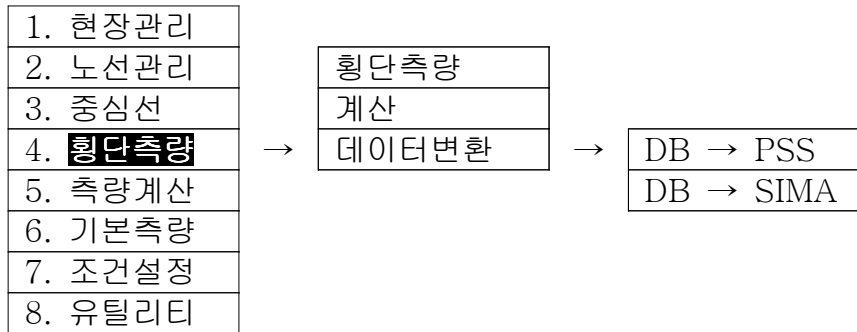 1. 현장관리
2. 노선관리
3. 중심선
4. 횡단측량
5. 측량계산
6. 기본측량
7. 조건설정
8. 유틸리티
→
횡단측량
계산
데이터변환
→
DB → PSS
DB → SIMA